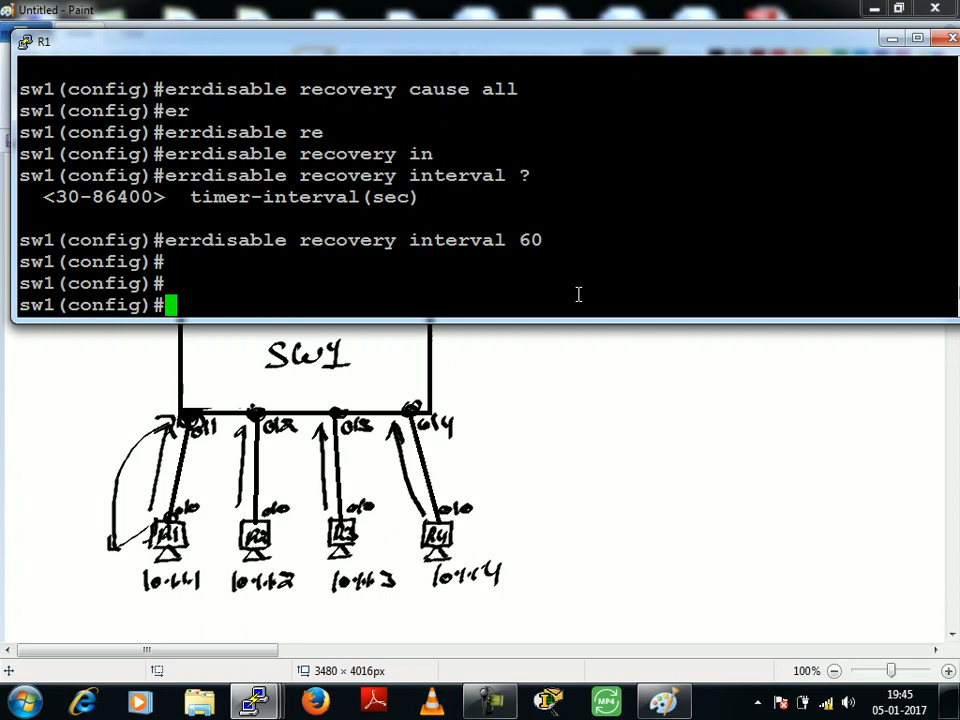 Untitled - Paint
R1
sw1(config)#errdisable recovery cause all
sw1(config)#er
sw1(config)#errdisable re
sw1(config)#errdisable recovery in
sw1(config)#errdisable recovery interval ?
<30-86400> timer-interval(sec)
sw1(config)#errdisable recovery interval 60
sw1(config)#
sw1(config)#
sw1(config)#
SW1
0/1 0/2 0/3 0/4
0/0 0/0 0/0 0/0
R1 R2 R3 R4
10.1.1.1 10.1.1.2 10.1.1.3 10.1.1.4
3480 × 4016px
100%
MP4
19:45
05-01-2017